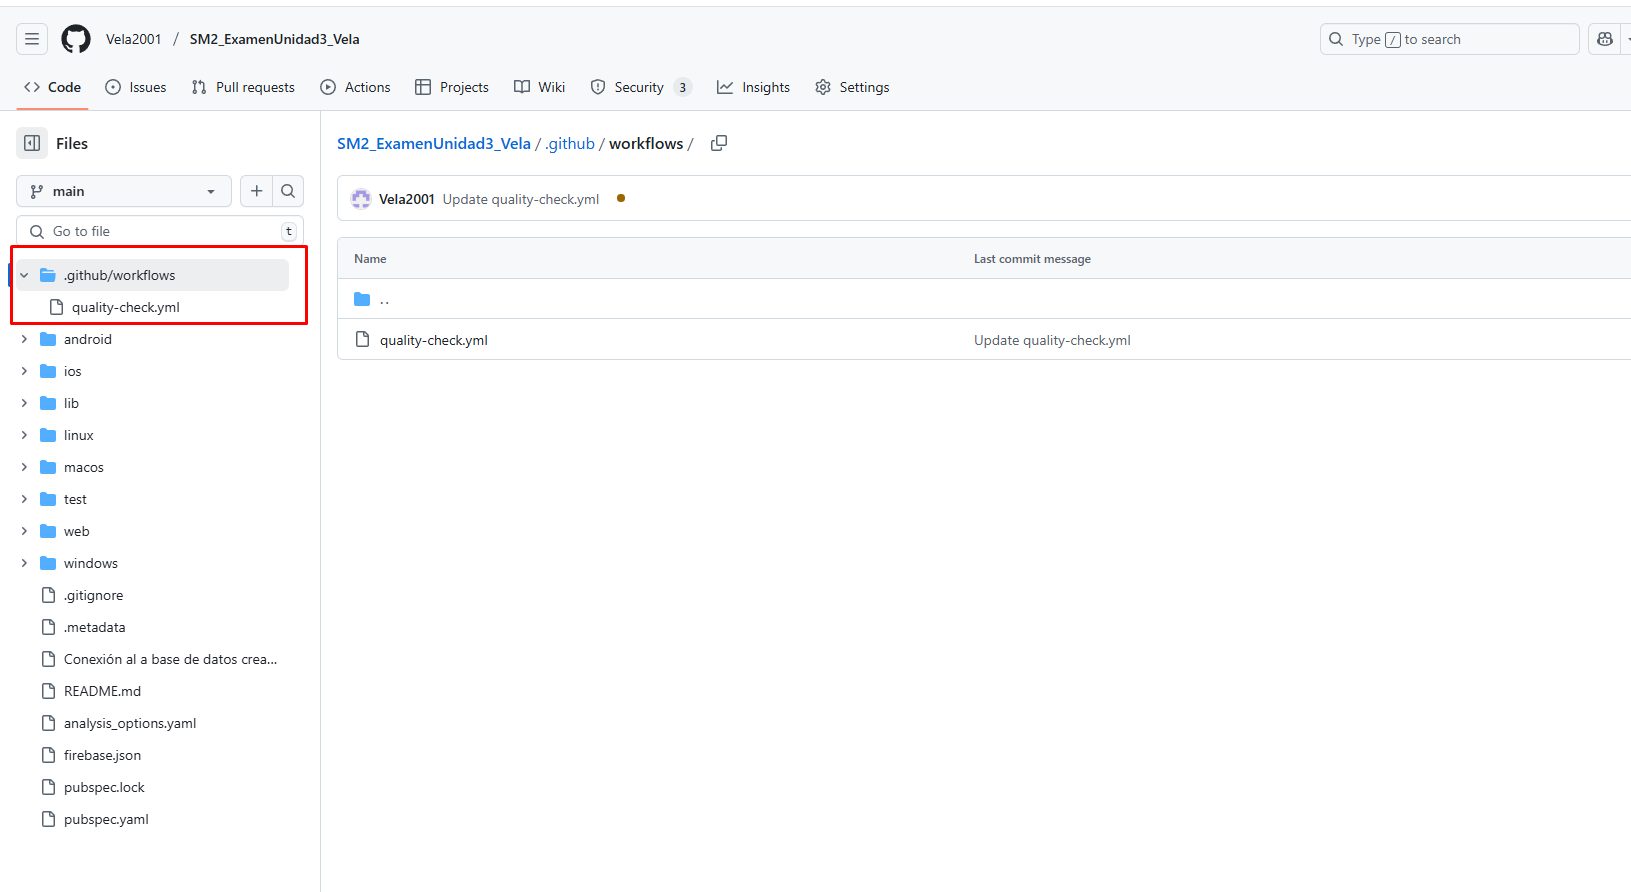 Vela2001 / SM2_ExamenUnidad3_Vela
Type / to search
Code Issues Pull requests Actions Projects Wiki Security 3 Insights Settings
Files
main
Go to file t
.github/workflows
quality-check.yml
android
ios
lib
linux
macos
test
web
windows
.gitignore
.metadata
Conexión al a base de datos crea...
README.md
analysis_options.yaml
firebase.json
pubspec.lock
pubspec.yaml
SM2_ExamenUnidad3_Vela / .github / workflows /
Vela2001 Update quality-check.yml
Name Last commit message
..
quality-check.yml Update quality-check.yml